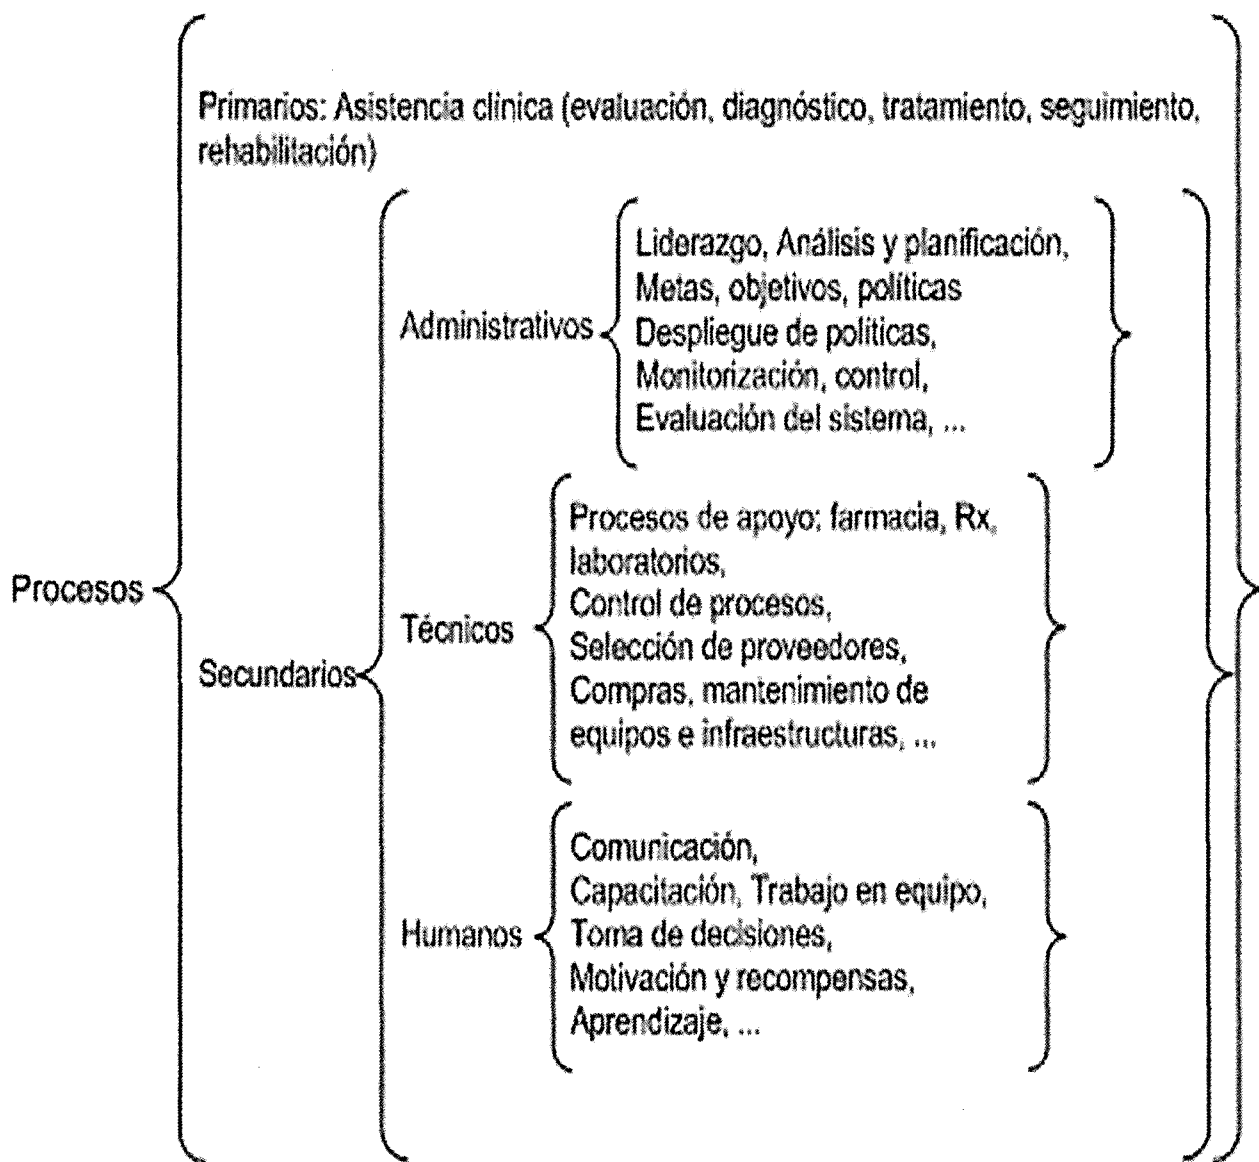 Primarios: Asistencia clínica (evaluación, diagnóstico, tratamiento, seguimiento,
rehabilitación)
Liderazgo, Análisis y planificación,
Metas, objetivos, políticas
Administrativos
Despliegue de políticas,
Monitorización, control,
Evaluación del sistema, ...
Procesos de apoyo: farmacia, Rx,
laboratorios,
Procesos
Control de procesos,
Técnicos
Selección de proveedores,
Secundarios
Compras, mantenimiento de
equipos e infraestructuras, ...
Comunicación,
Capacitación, Trabajo en equipo,
Humanos
Toma de decisiones,
Motivación y recompensas,
Aprendizaje, ...